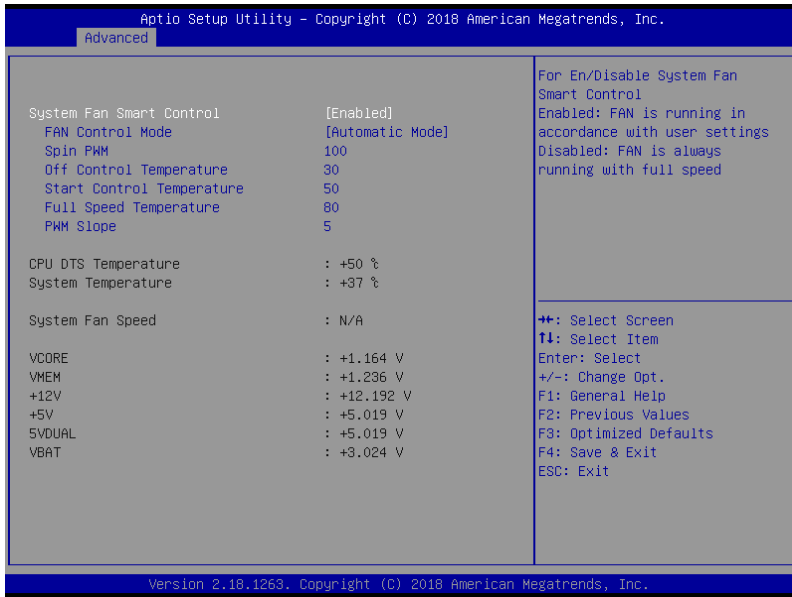 Aptio Setup Utility – Copyright (C) 2018 American Megatrends, Inc.
Advanced
System Fan Smart Control [Enabled]
FAN Control Mode [Automatic Mode]
Spin PWM 100
Off Control Temperature 30
Start Control Temperature 50
Full Speed Temperature 80
PWM Slope 5
CPU DTS Temperature : +50 ℃
System Temperature : +37 ℃
System Fan Speed : N/A
VCORE : +1.164 V
VMEM : +1.236 V
+12V : +12.192 V
+5V : +5.019 V
5VDUAL : +5.019 V
VBAT : +3.024 V
For En/Disable System Fan
Smart Control
Enabled: FAN is running in
accordance with user settings
Disabled: FAN is always
running with full speed
→←: Select Screen
↑↓: Select Item
Enter: Select
+/-: Change Opt.
F1: General Help
F2: Previous Values
F3: Optimized Defaults
F4: Save & Exit
ESC: Exit
Version 2.18.1263. Copyright (C) 2018 American Megatrends, Inc.